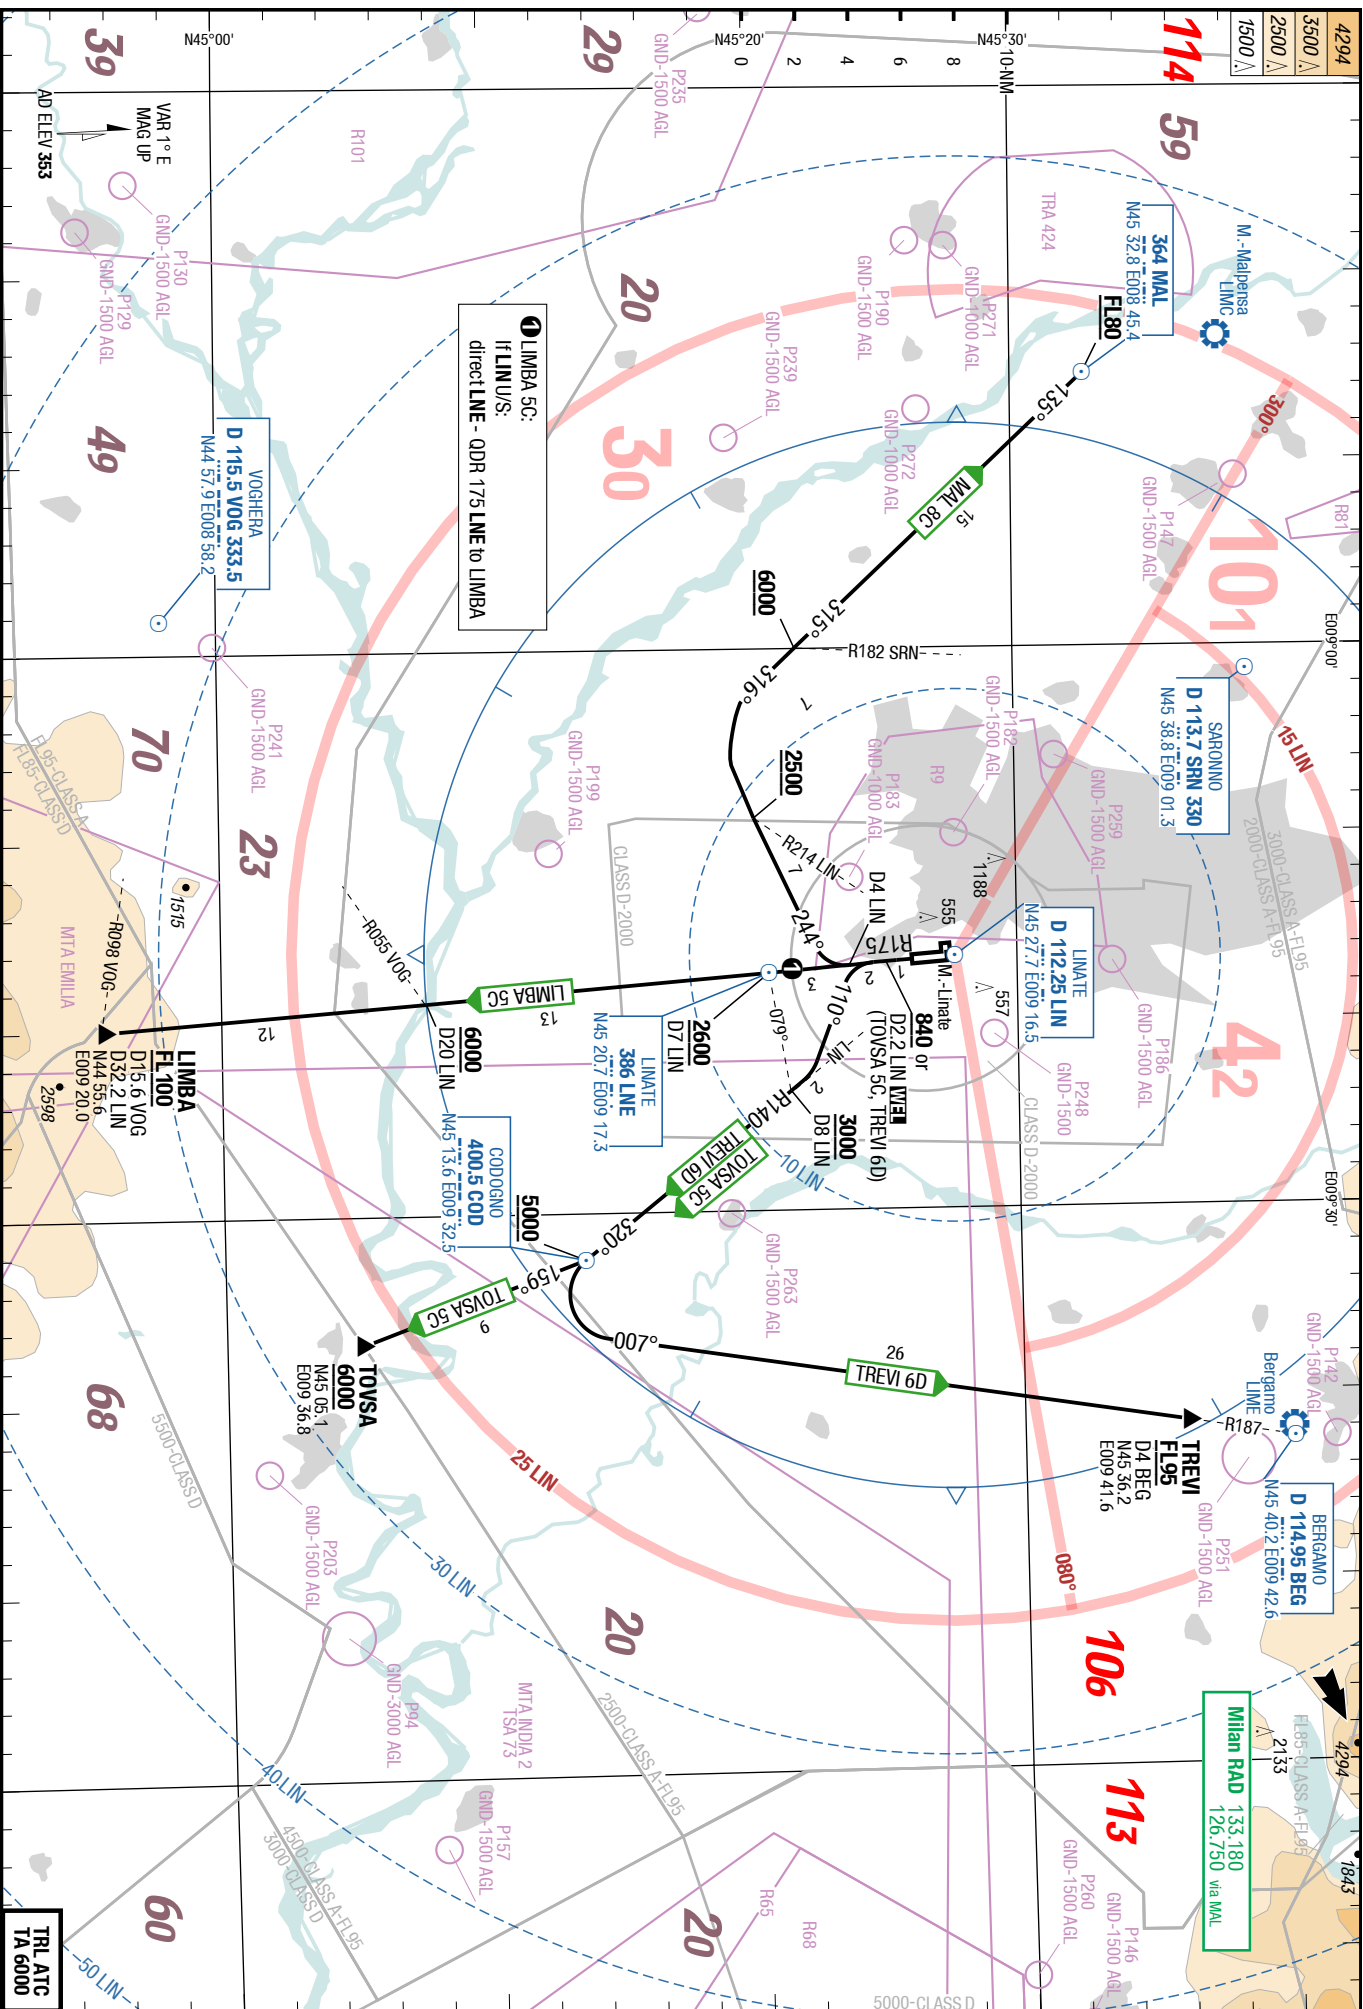 4294
3500
2500
1500
114
59
29
39
N45°00'
N45°20'
N45°30'
0
2
4
6
8
10-NM
P235
GND-1500 AGL
VAR 1° E
MAG UP
AD ELEV 353
R101
P130
GND-1500 AGL
P129
GND-1500 AGL
TRA 424
P271
GND-1000 AGL
P190
GND-1500 AGL
P239
GND-1500 AGL
P272
GND-1000 AGL
M.-Malpensa
LIMC
364 MAL
N45 32.8 E008 45.4
FL80
135°
MAL 8C
15
315°
6000
R182 SRN
316°
7
2500
R214 LIN
7
244°
300°
R81
P147
GND-1500 AGL
101
20
30
49
❶ LIMBA 5C:
If LIN U/S:
direct LNE - QDR 175 LNE to LIMBA
VOGHERA
D 115.5 VOG 333.5
N44 57.9 E008 58.2
E009°00'
P241
GND-1500 AGL
P199
GND-1500 AGL
70
23
FL95-CLASS A
FL85-CLASS D
SARONNO
D 113.7 SRN 330
N45 38.8 E009 01.3
15 LIN
3000-CLASS A-FL95
2000-CLASS A-FL95
P182
GND-1500 AGL
R9
P183
GND-1000 AGL
P259
GND-1500 AGL
1188
555
557
CLASS D-2000
LINATE
D 112.25 LIN
N45 27.7 E009 16.5
P186
GND-1500 AGL
P248
GND-1500
CLASS D-2000
42
M.-Linate
D4 LIN
R175
1
2
3
❶
110°
840 or
D2.2 LIN MEL
(TOVSA 5C, TREVI 6D)
079°
LIN
2
R140
3000
D8 LIN
10 LIN
2600
D7 LIN
LINATE
386 LNE
N45 20.7 E009 17.3
LIMBA 5C
13
R055 VOG
6000
D20 LIN
12
R098 VOG
1515
MTA EMILIA
LIMBA
FL100
D15.6 VOG
D32.2 LIN
N44 55.6
E009 20.0
2598
TOVSA 5C
TREVI 6D
320°
P263
GND-1500 AGL
E009°30'
CODOGNO
400.5 COD
N45 13.6 E009 32.5
5000
159°
TOVSA 5C
9
TOVSA
6000
N45 05.1
E009 36.8
007°
26
TREVI 6D
TREVI
FL95
D4 BEG
N45 36.2
E009 41.6
R187
Bergamo
LIME
P142
GND-1500 AGL
BERGAMO
D 114.95 BEG
N45 40.2 E009 42.6
P251
GND-1500 AGL
080°
25 LIN
30 LIN
40 LIN
50 LIN
68
5500-CLASS D
P203
GND-1500 AGL
P94
GND-3000 AGL
20
106
113
Milan RAD 133.180
126.750 via MAL
2133
FL85-CLASS A-FL95
4294
1843
MTA INDIA 2
TSA 73
2500-CLASS A-FL95
P157
GND-1500 AGL
4500-CLASS A-FL95
3000-CLASS D
60
20
R65
R68
P260
GND-1500 AGL
P146
GND-1500 AGL
5000-CLASS D
TRL ATC
TA 6000